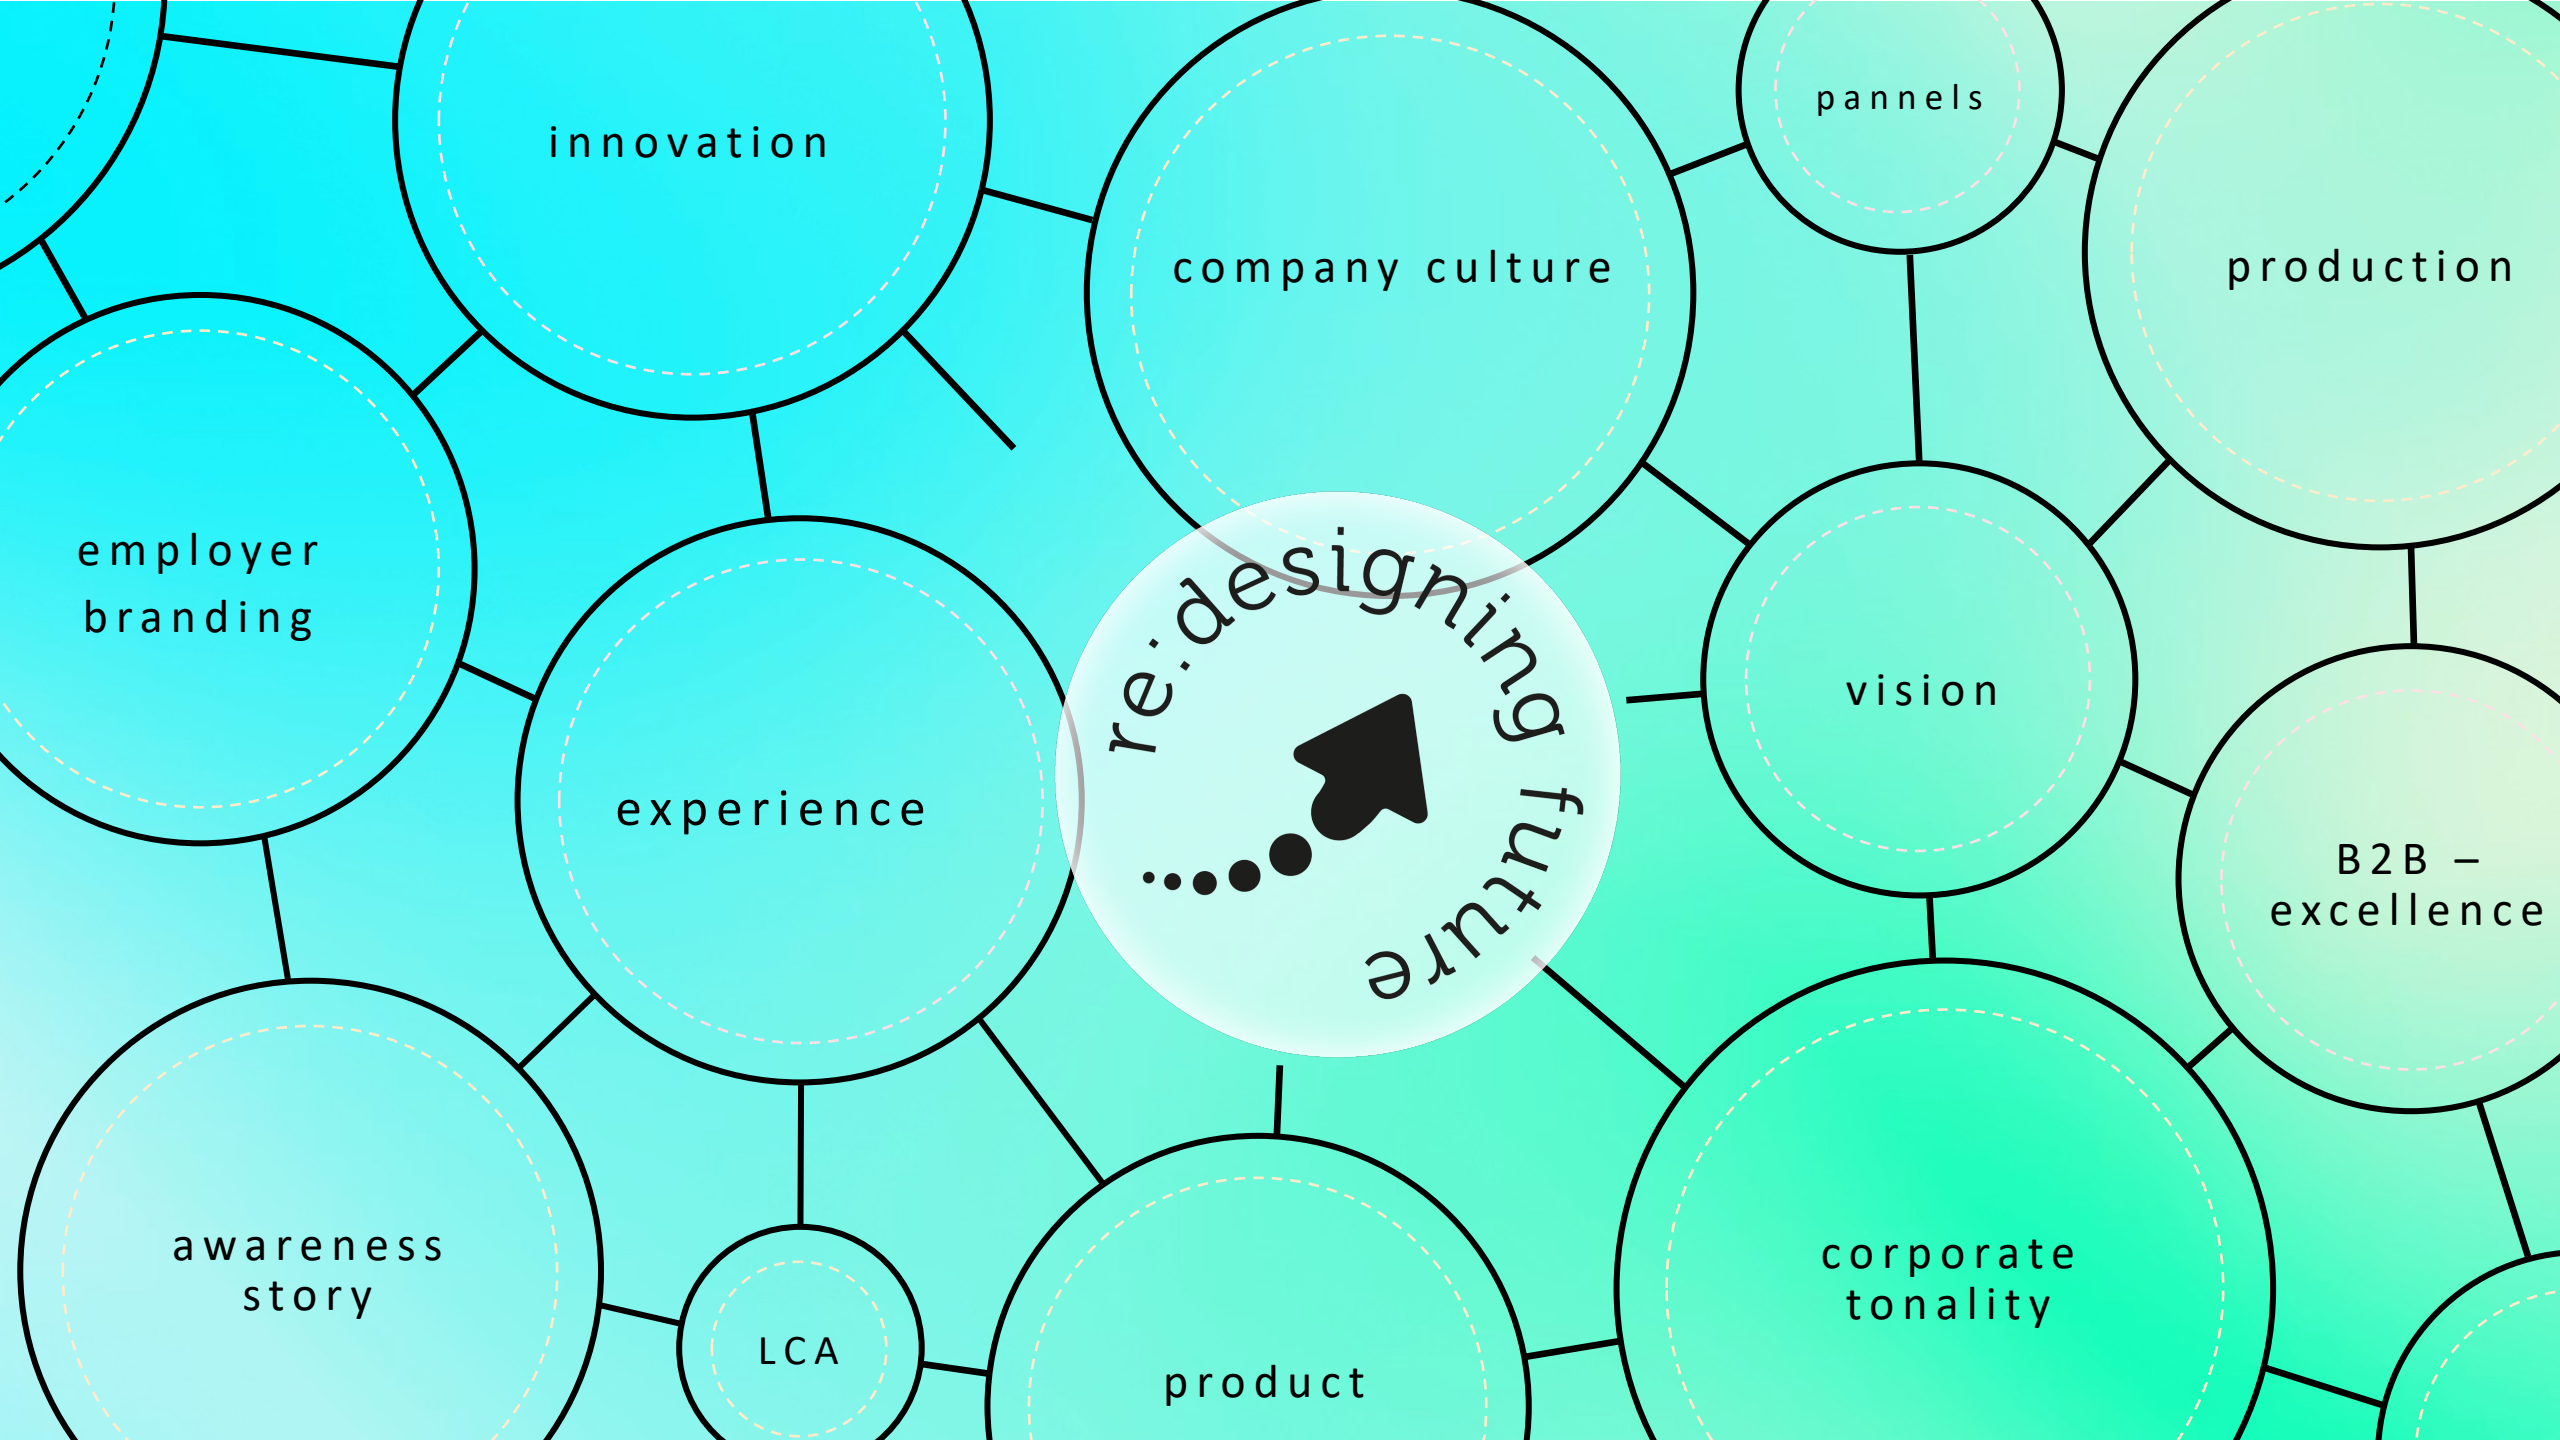 pannels
innovation
company culture
production
employer
branding
re:designing future
vision
experience
B2B –
excellence
awareness
story
corporate
tonality
LCA
product